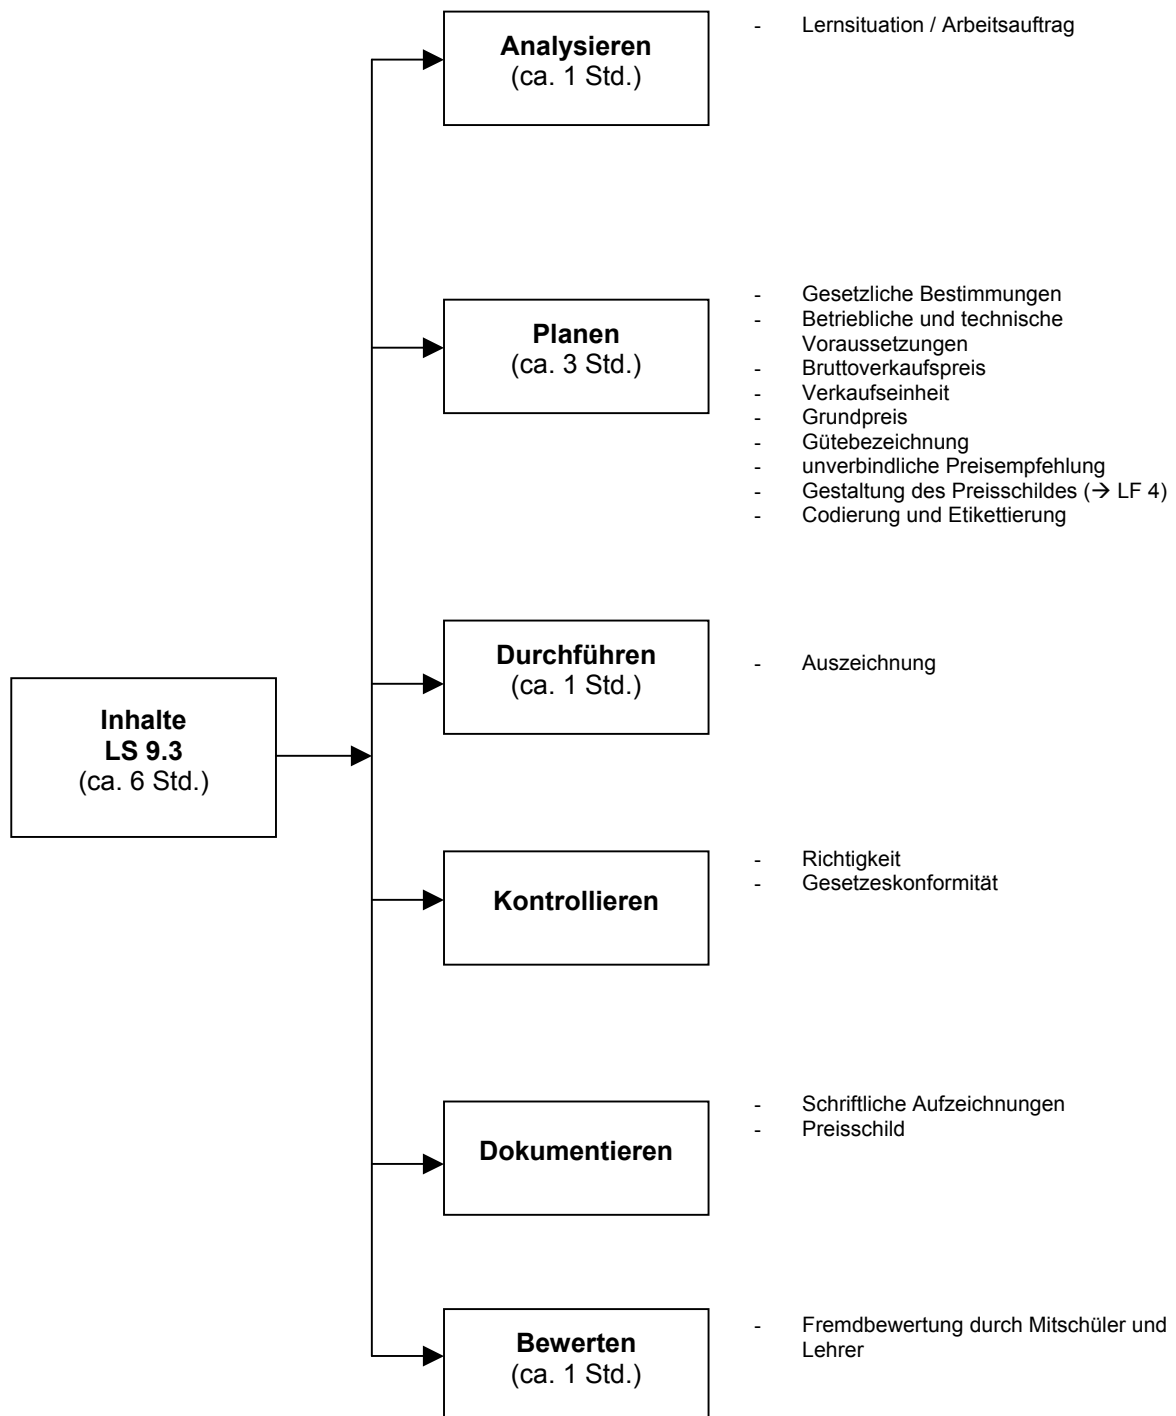 Analysieren
(ca. 1 Std.)
- Lernsituation / Arbeitsauftrag
Planen
(ca. 3 Std.)
- Gesetzliche Bestimmungen
- Betriebliche und technische
Voraussetzungen
- Bruttoverkaufspreis
- Verkaufseinheit
- Grundpreis
- Gütebezeichnung
- unverbindliche Preisempfehlung
- Gestaltung des Preisschildes (→ LF 4)
- Codierung und Etikettierung
Durchführen
(ca. 1 Std.)
- Auszeichnung
Inhalte
LS 9.3
(ca. 6 Std.)
Kontrollieren
- Richtigkeit
- Gesetzeskonformität
Dokumentieren
- Schriftliche Aufzeichnungen
- Preisschild
Bewerten
(ca. 1 Std.)
- Fremdbewertung durch Mitschüler und
Lehrer